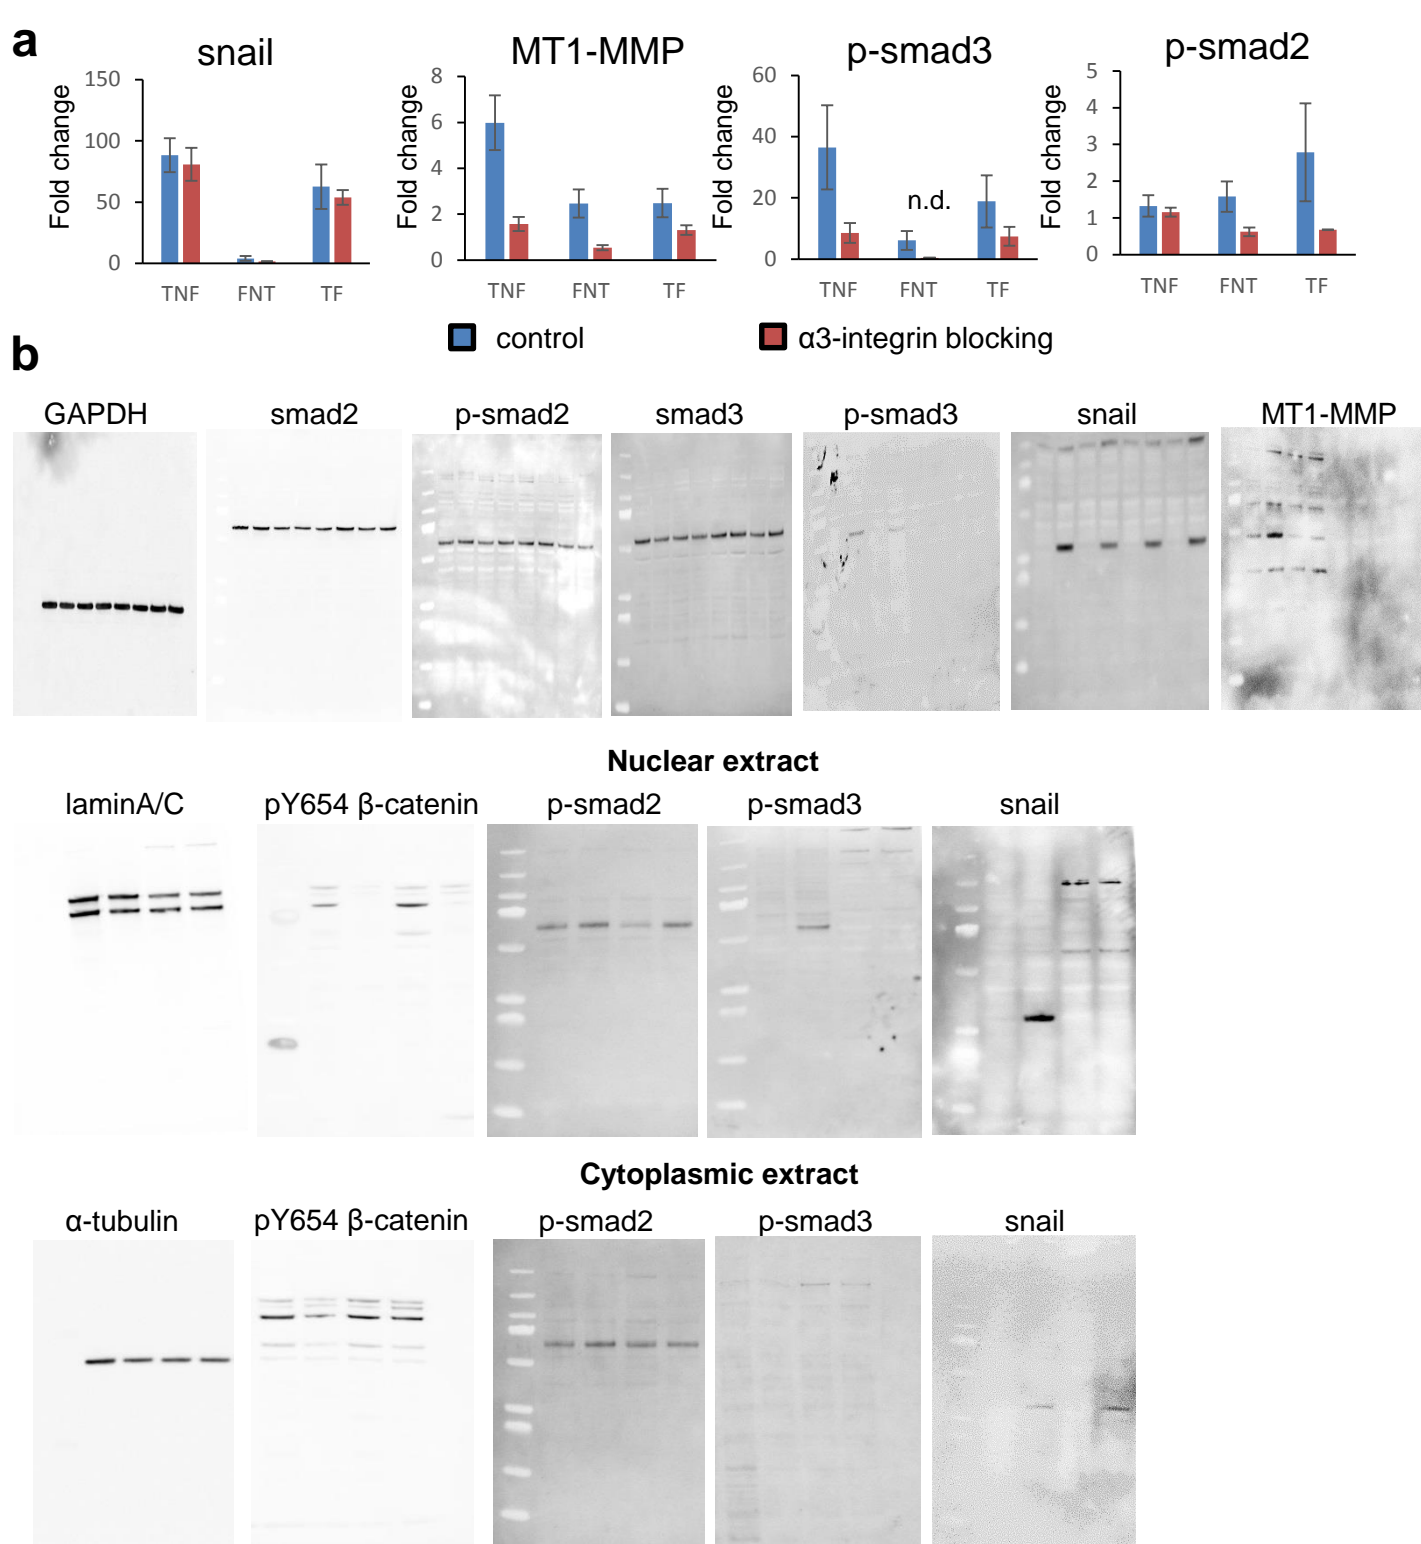 a
snail
MT1-MMP
p-smad3
p-smad2
Fold change
150
100
50
0
TNF FNT TF
Fold change
8
6
4
2
0
TNF FNT TF
Fold change
60
40
20
0
n.d.
TNF FNT TF
Fold change
5
4
3
2
1
0
TNF FNT TF
control
α3-integrin blocking
b
GAPDH smad2 p-smad2 smad3 p-smad3 snail MT1-MMP
Nuclear extract
laminA/C pY654 β-catenin p-smad2 p-smad3 snail
Cytoplasmic extract
α-tubulin pY654 β-catenin p-smad2 p-smad3 snail